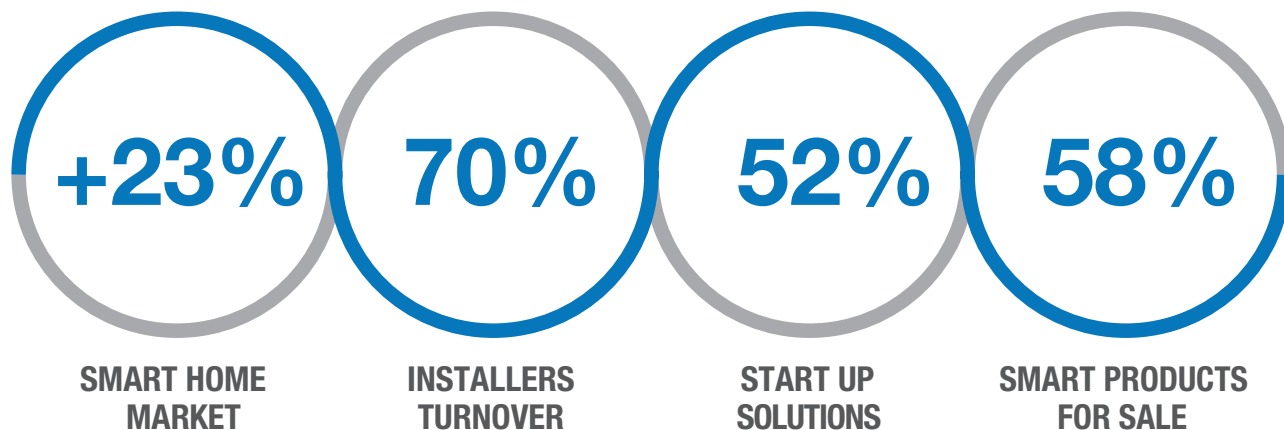 +23%
70%
52%
58%
SMART HOME
MARKET
INSTALLERS
TURNOVER
START UP
SOLUTIONS
SMART PRODUCTS
FOR SALE